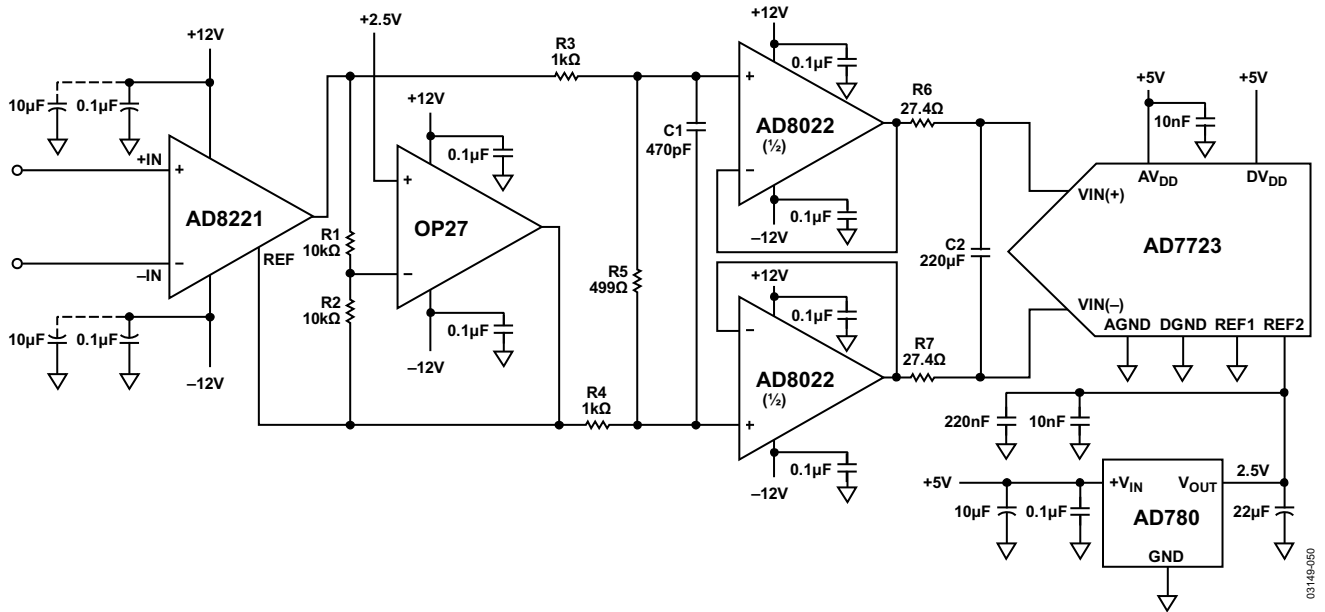 +12V
10µF
0.1µF
+IN
+
AD8221
–IN
–
REF
10µF
0.1µF
–12V
+2.5V
+12V
0.1µF
+
OP27
–
R1
10kΩ
R2
10kΩ
0.1µF
–12V
R3
1kΩ
R5
499Ω
R4
1kΩ
C1
470pF
+12V
0.1µF
+
AD8022
(½)
–
0.1µF
–12V
+12V
0.1µF
–
AD8022
(½)
+
0.1µF
–12V
R6
27.4Ω
C2
220µF
R7
27.4Ω
+5V
10nF
+5V
AVDD
DVDD
VIN(+)
AD7723
VIN(–)
AGND
DGND
REF1
REF2
220nF
10nF
+5V
10µF
0.1µF
+VIN
VOUT
AD780
GND
2.5V
22µF
03149-050